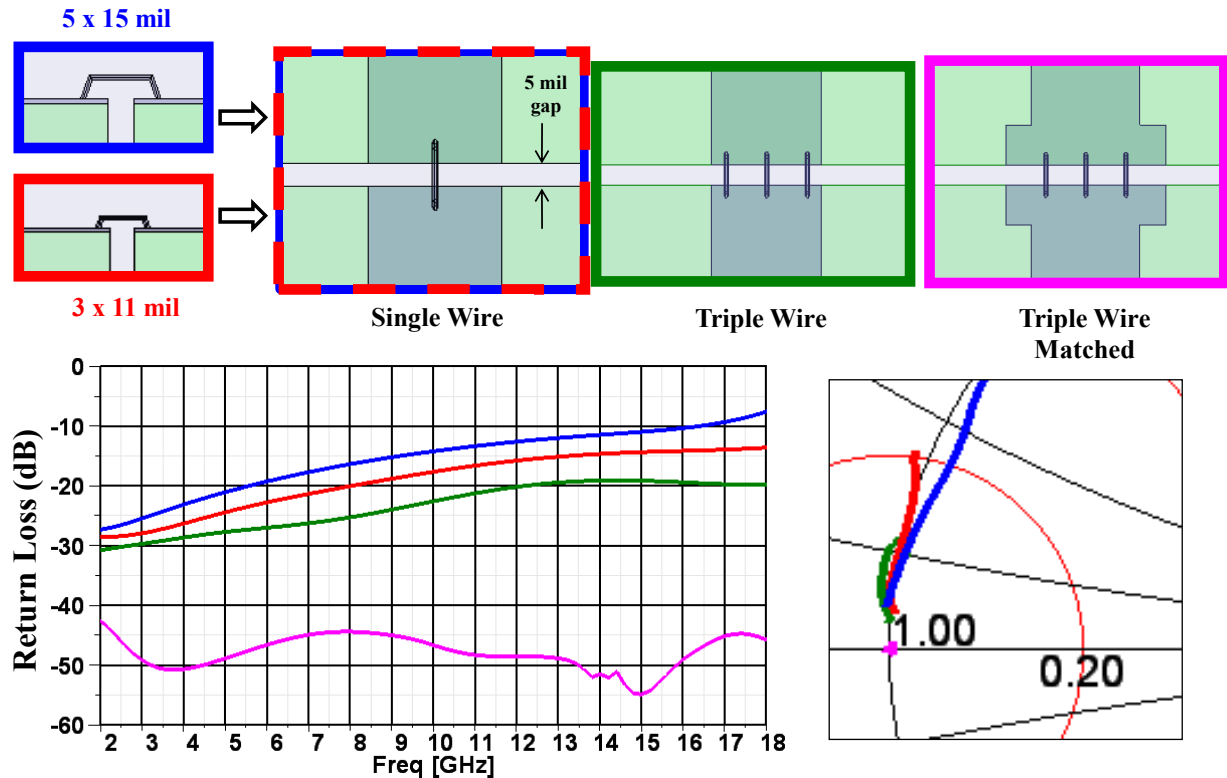 5 x 15 mil
5 mil
gap
3 x 11 mil
Single Wire
Triple Wire
Triple Wire
Matched
Return Loss (dB)
0
-10
-20
-30
-40
-50
-60
2 3 4 5 6 7 8 9 10 11 12 13 14 15 16 17 18
Freq [GHz]
1.00
0.20